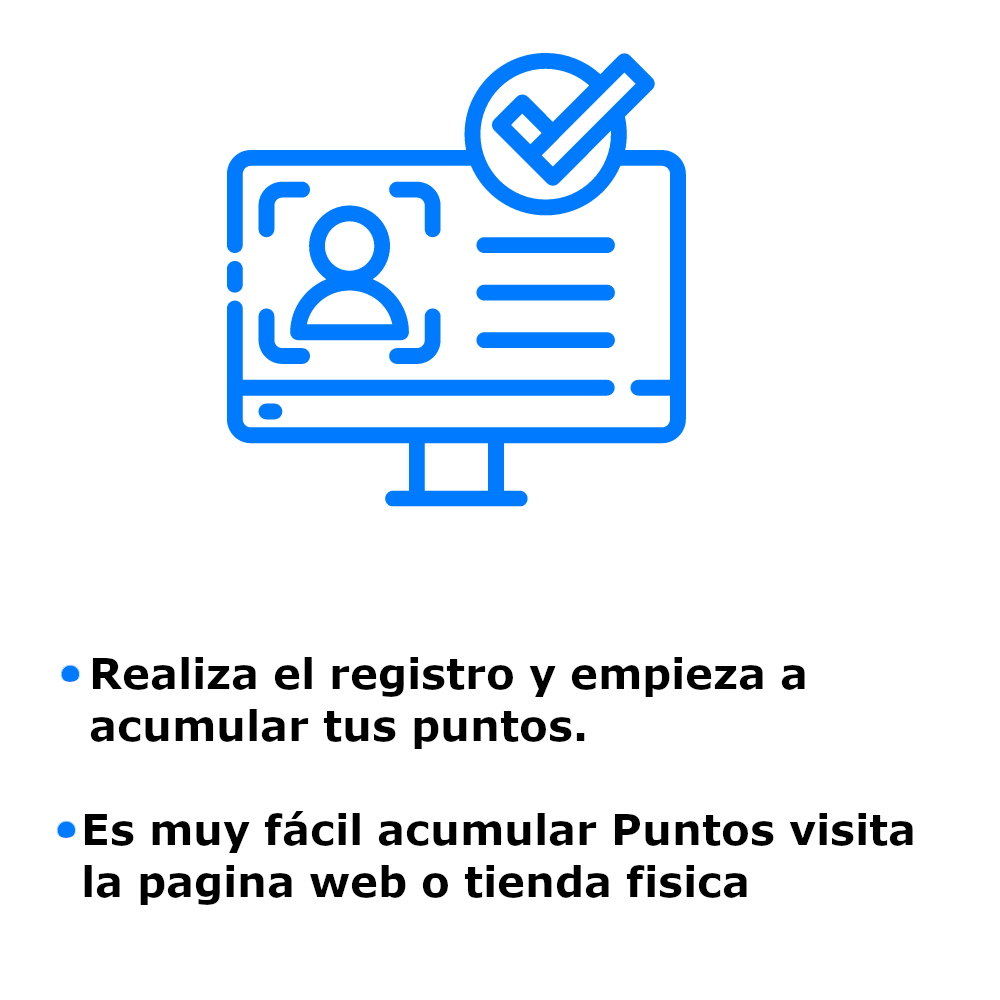 Realiza el registro y empieza a
acumular tus puntos.
Es muy fácil acumular Puntos visita
la pagina web o tienda fisica